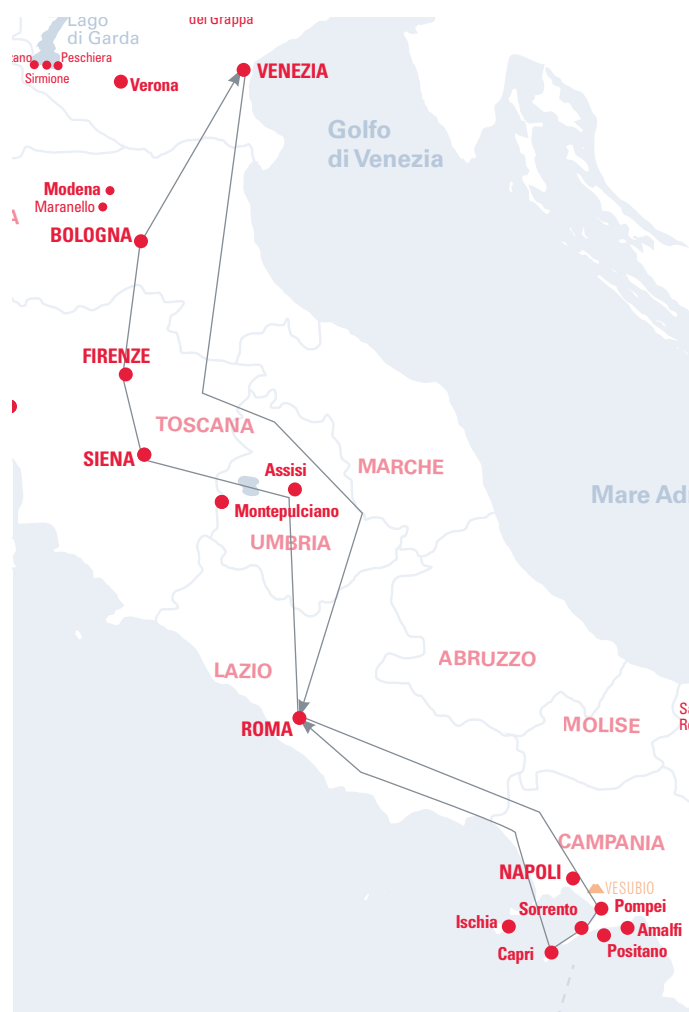 Lago
di Garda
del Grappa
Peschiera
Sirmione
Verona
VENEZIA
Golfo
di Venezia
Modena
Maranello
BOLOGNA
FIRENZE
TOSCANA
SIENA
Assisi
MARCHE
Montepulciano
Mare Ad
UMBRIA
ABRUZZO
LAZIO
ROMA
MOLISE
CAMPANIA
NAPOLI
VESUBIO
Sorrento
Pompei
Ischia
Amalfi
Capri
Positano